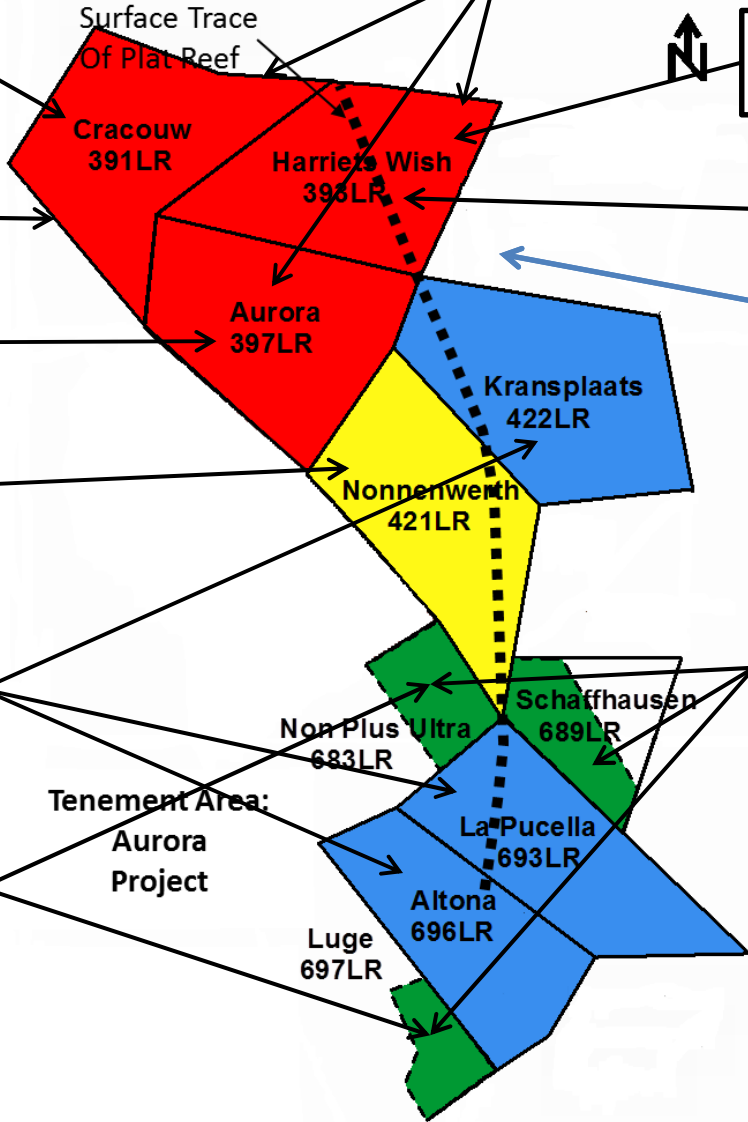 Surface Trace
Of Plat Reef
N
Cracouw
391LR
Harriets Wish
393LR
Aurora
397LR
Kransplaats
422LR
Nonnenwerth
421LR
Schaffhausen
689LR
Non Plus Ultra
683LR
Tenement Area:
Aurora
Project
La Pucella
693LR
Altona
696LR
Luge
697LR